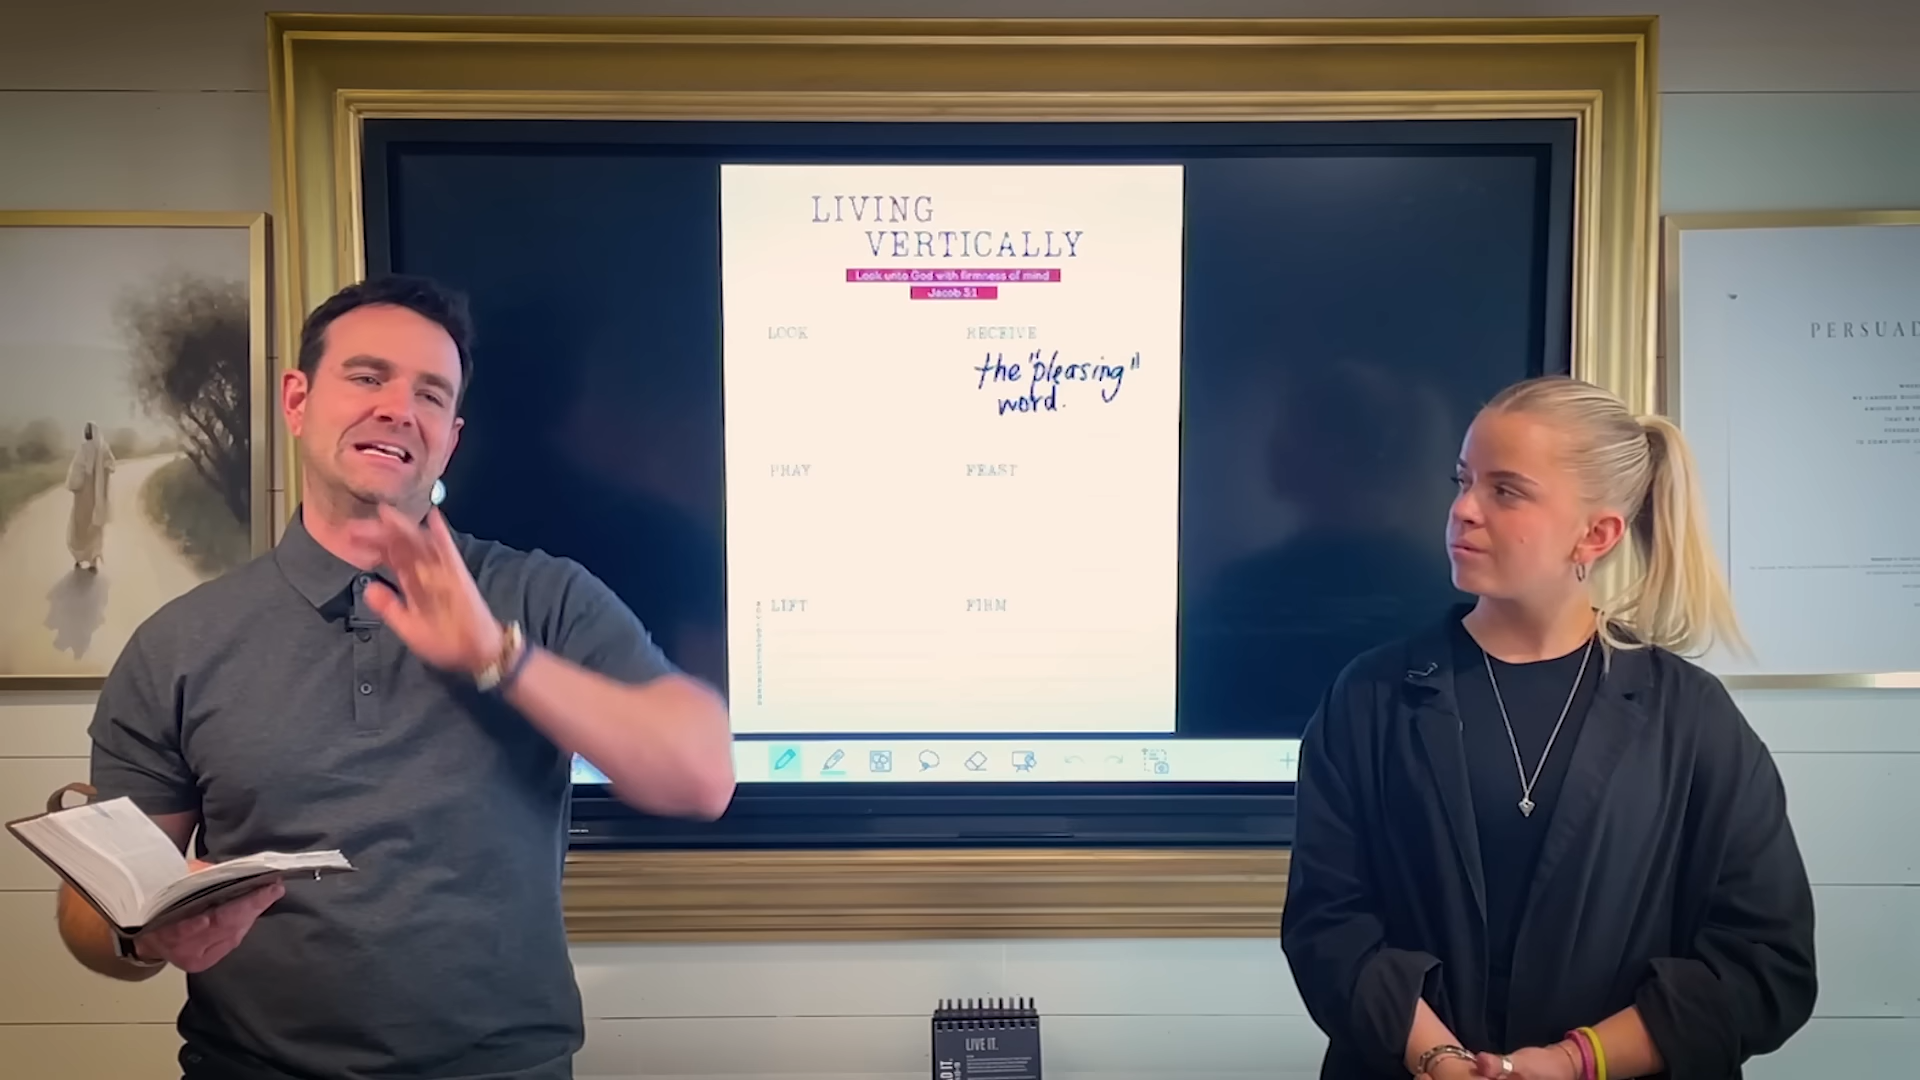 LIVING
VERTICALLY
Look unto God with firmness of mind
Jacob 3:1
LOOK
RECEIVE
the "pleasing"
word.
PRAY
FEAST
LIFT
FIRM
PERSUAD
LIVE IT.